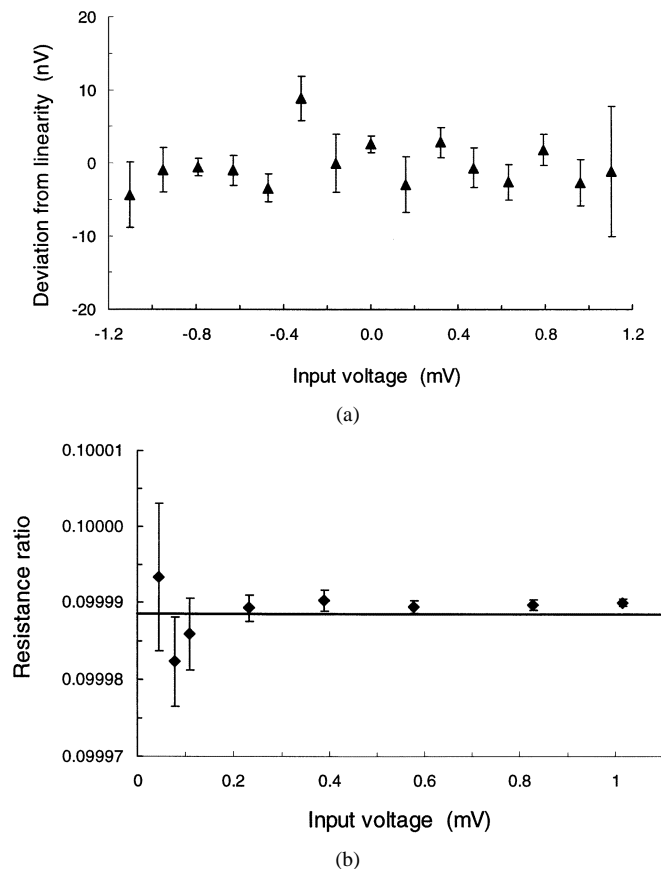 20
10
0
-10
-20
Deviation from linearity (nV)
-1.2 -0.8 -0.4 0.0 0.4 0.8 1.2
Input voltage (mV)
(a)
0.10001
0.10000
0.09999
0.09998
0.09997
Resistance ratio
0 0.2 0.4 0.6 0.8 1
Input voltage (mV)
(b)